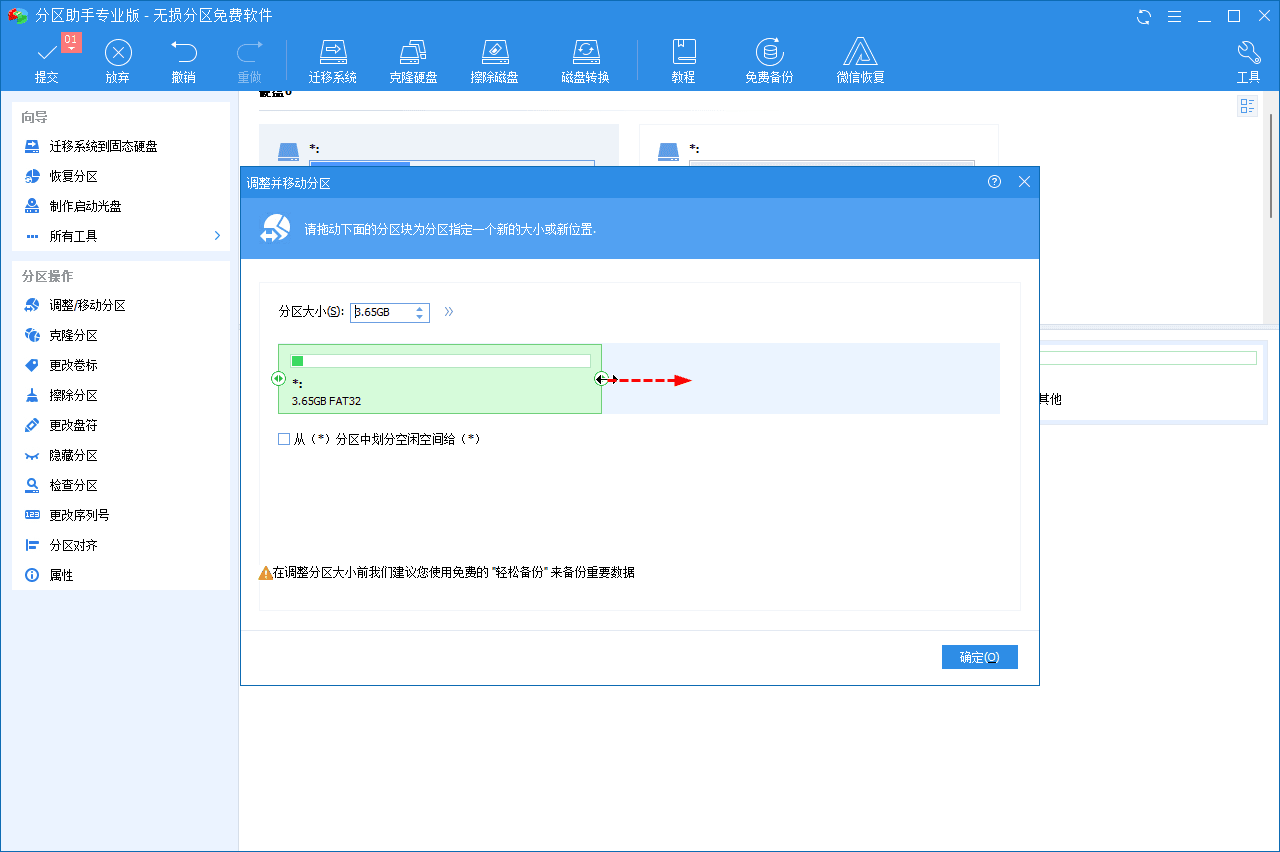 分区助手专业版 - 无损分区免费软件
01
提交
放弃
撤销
重做
迁移系统
克隆硬盘
擦除磁盘
磁盘转换
教程
免费备份
微信恢复
工具
向导
迁移系统到固态硬盘
恢复分区
制作启动光盘
所有工具
分区操作
调整/移动分区
克隆分区
更改卷标
擦除分区
更改盘符
隐藏分区
检查分区
更改序列号
分区对齐
属性
*:
*:
调整并移动分区
请拖动下面的分区块为分区指定一个新的大小或新位置.
分区大小(S): 3.65GB
*:
3.65GB FAT32
从（*）分区中划分空闲空间给（*）
在调整分区大小前我们建议您使用免费的 "轻松备份" 来备份重要数据
确定(O)
其他